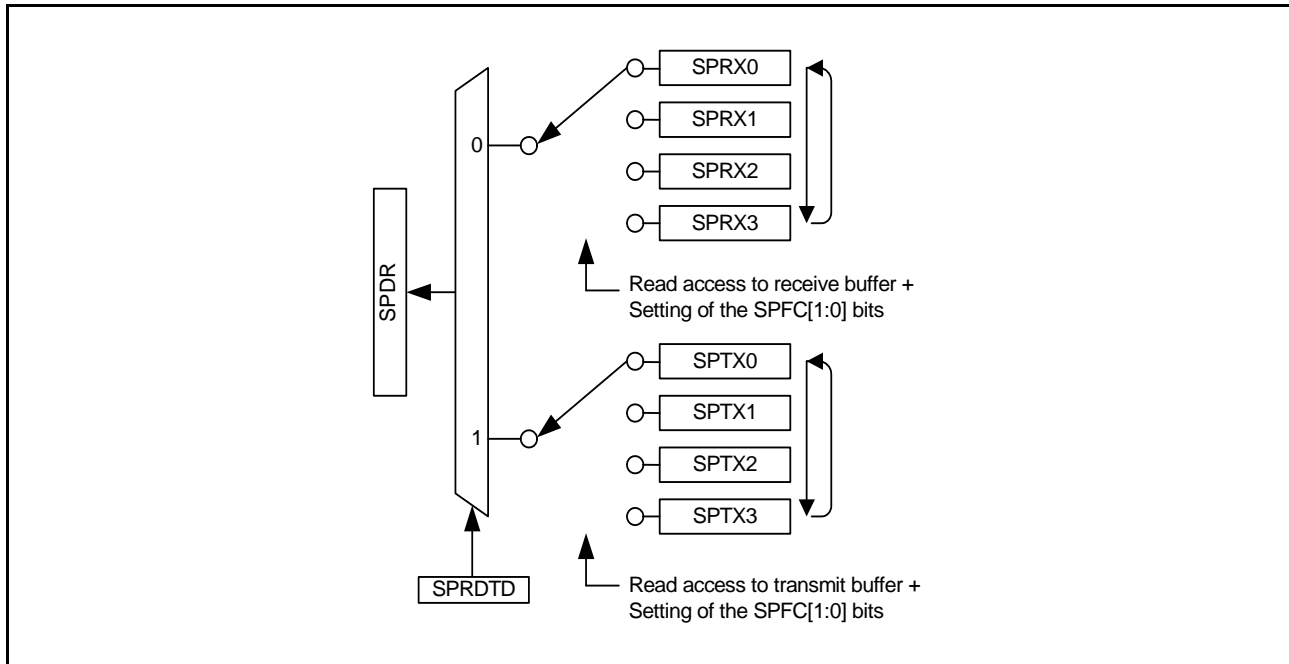 SPRX0
SPRX1
0
SPRX2
SPRX3
SPDR
Read access to receive buffer +
Setting of the SPFC[1:0] bits
SPTX0
SPTX1
1
SPTX2
SPTX3
SPRDTD
Read access to transmit buffer +
Setting of the SPFC[1:0] bits